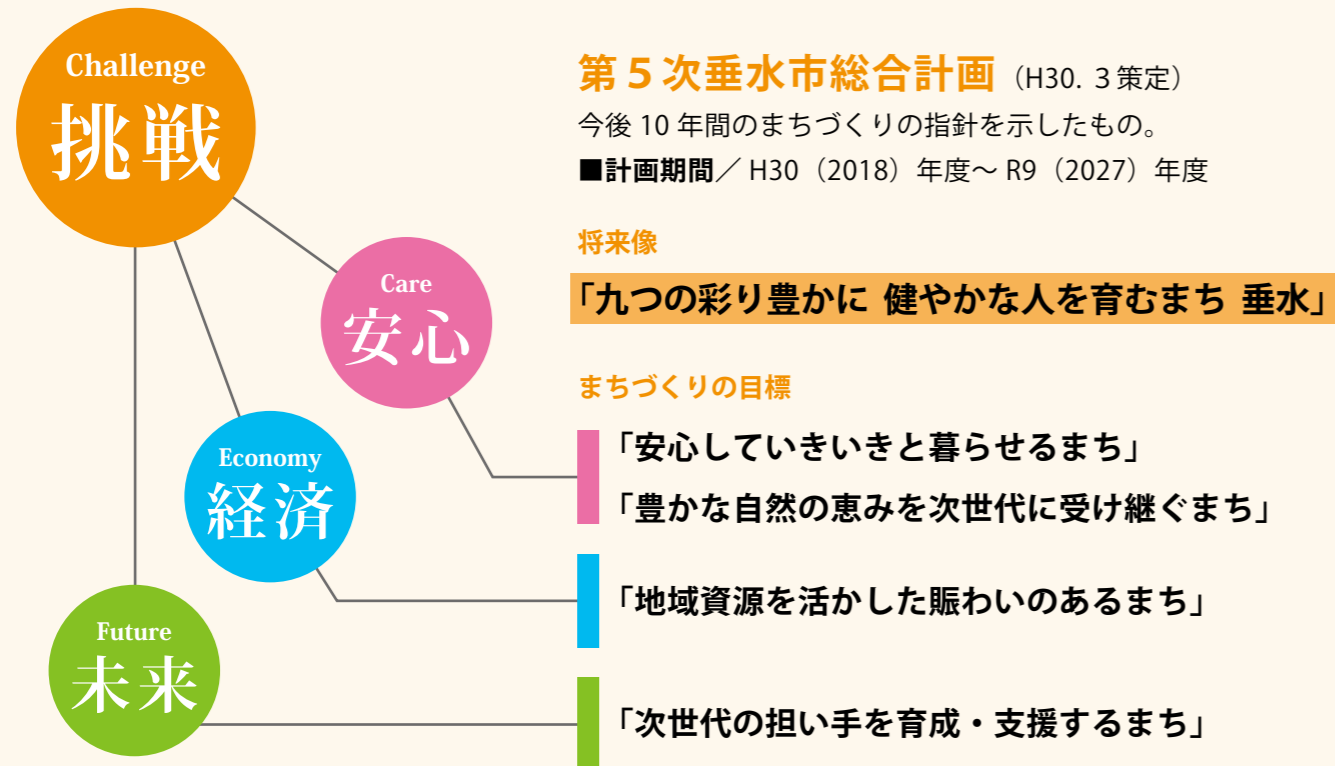 Challenge
挑戦
Care
安心
Economy
経済
Future
未来
第５次垂水市総合計画（H30. ３策定）
今後 10 年間のまちづくりの指針を示したもの。
■計画期間／ H30（2018）年度～ R9（2027）年度
将来像
「九つの彩り豊かに 健やかな人を育むまち 垂水」
まちづくりの目標
「安心していきいきと暮らせるまち」
「豊かな自然の恵みを次世代に受け継ぐまち」
「地域資源を活かした賑わいのあるまち」
「次世代の担い手を育成・支援するまち」